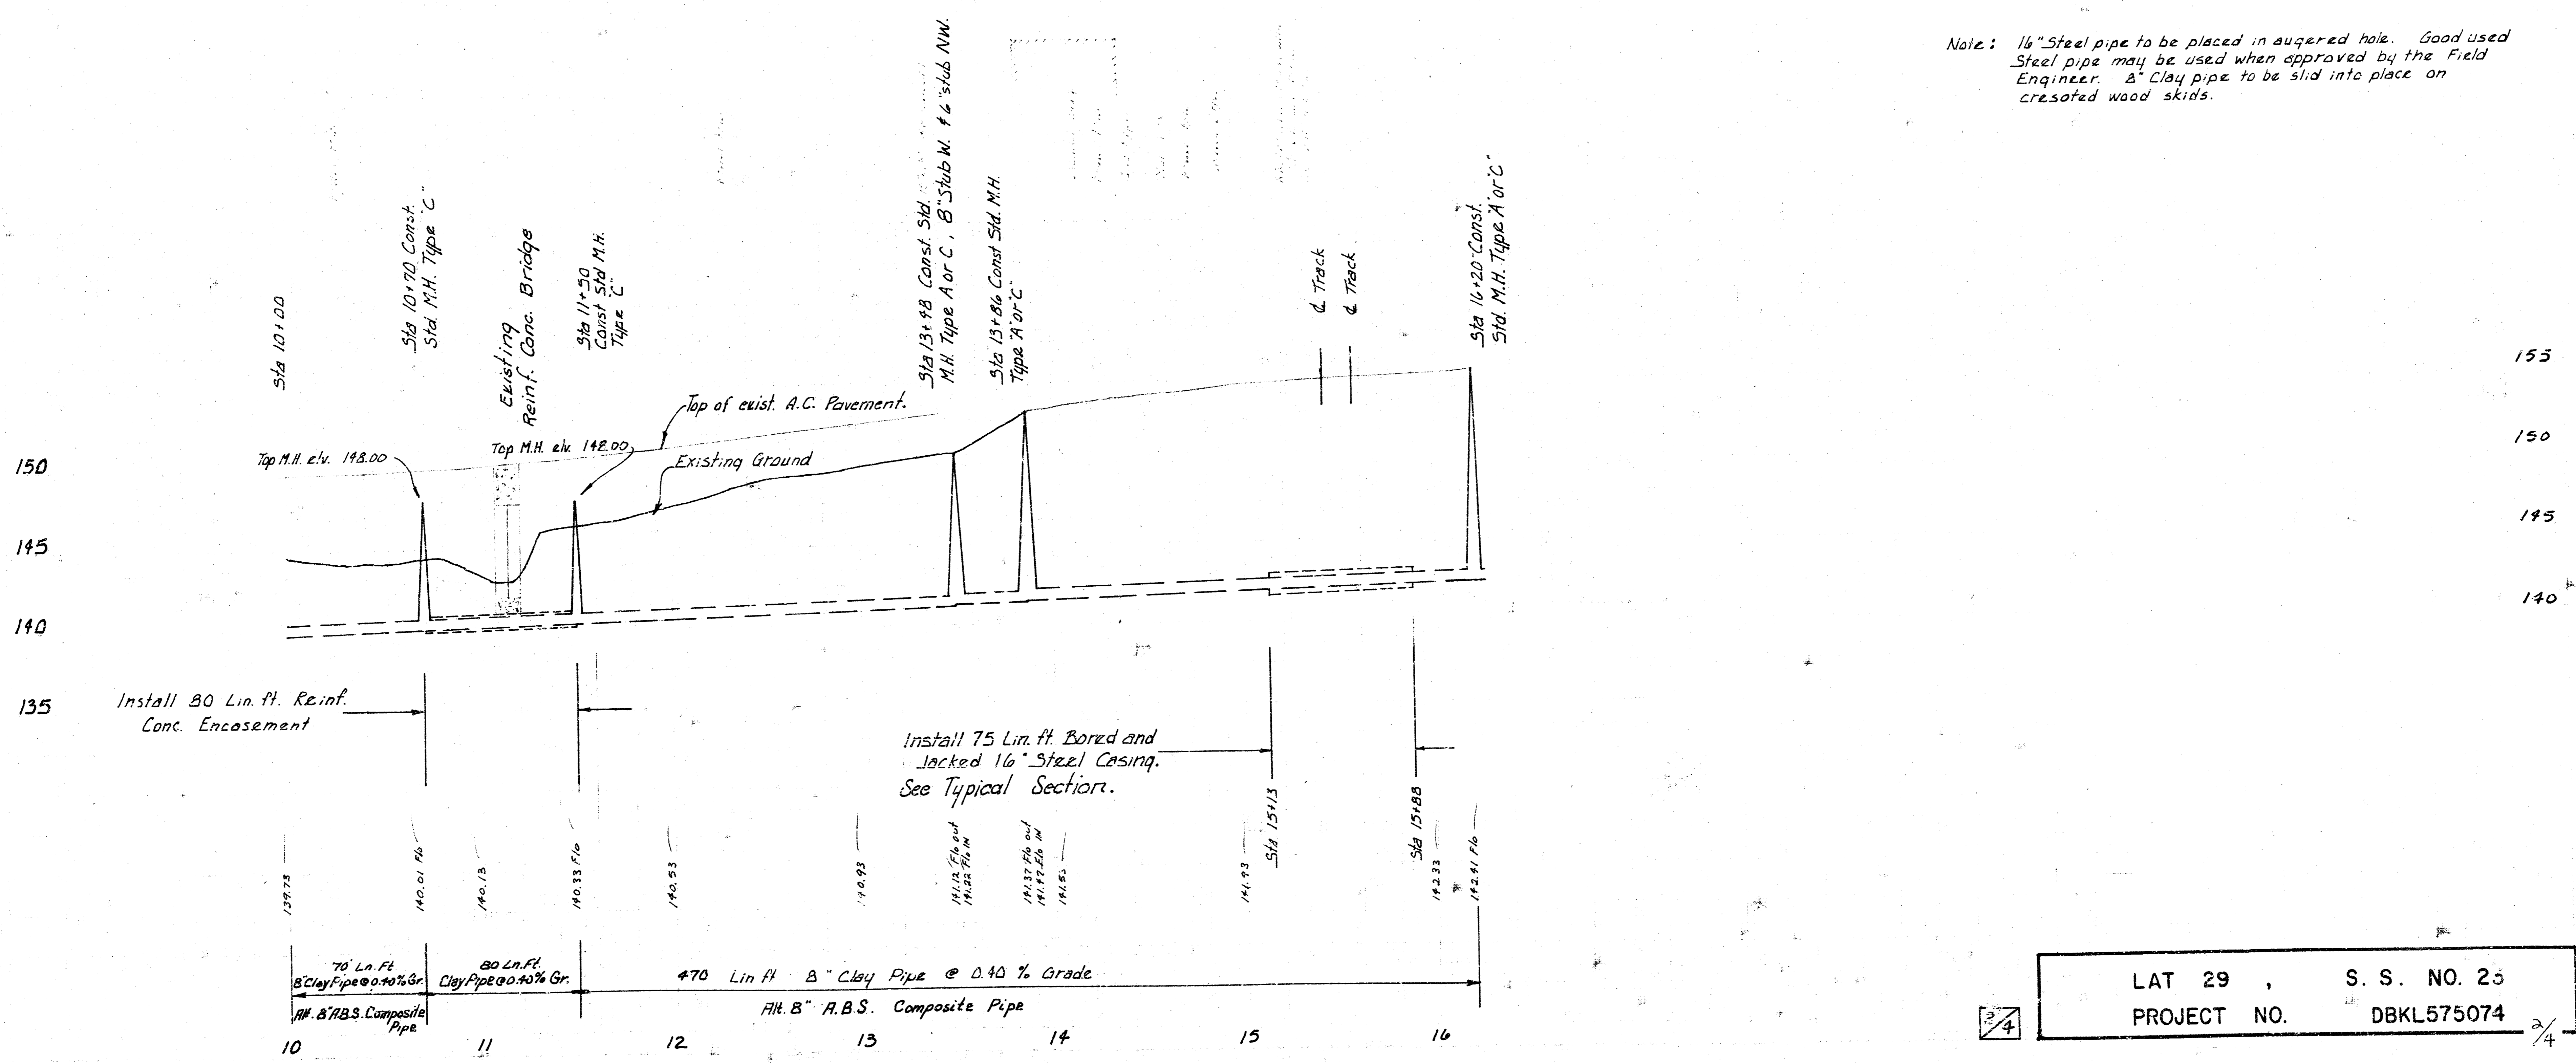 Note: 16" Steel pipe to be placed in augered hole. Good used
Steel pipe may be used when approved by the Field
Engineer. 8" Clay pipe to be slid into place on
cresoted wood skids.
Sta 10+00
Sta 10+70 Const.
Std. M.H. Type "C"
Existing
Reinf. Conc. Bridge
Sta 11+50
Const Std M.H.
Type "C"
Sta 13+48 Const. Std.
M.H. Type A or C, 8" Stub W. & 6" stub NW.
Sta 13+86 Const Std. M.H.
Type "A" or "C"
℄ Track
℄ Track
Sta 16+20 Const.
Std. M.H. Type "A" or "C"
155
150
145
140
150
145
140
135
Top M.H. elv. 148.00
Top M.H. elv. 148.00
Top of exist. A.C. Pavement.
Existing Ground
Install 80 Lin. ft. Reinf.
Conc. Encasement
Install 75 Lin. ft. Bored and
Jacked 16" Steel Casing.
See Typical Section.
Sta 15+13
Sta 15+88
139.73
140.01 Flo
140.13
140.33 Flo
140.53
140.93
141.12 Flo out
141.22 Flo IN
141.37 Flo out
141.47 Flo IN
141.53
141.93
142.33
142.41 Flo
70 Ln. Ft
8" Clay Pipe @ 0.40% Gr.
80 Ln. Ft.
Clay Pipe @ 0.40% Gr.
470 Lin ft 8" Clay Pipe @ 0.40 % Grade
Alt. 8" A.B.S. Composite
Pipe
Alt. 8" A.B.S. Composite Pipe
10 11 12 13 14 15 16
LAT 29 , S. S. NO.
PROJECT NO. DBKL575074
2/4
2/4